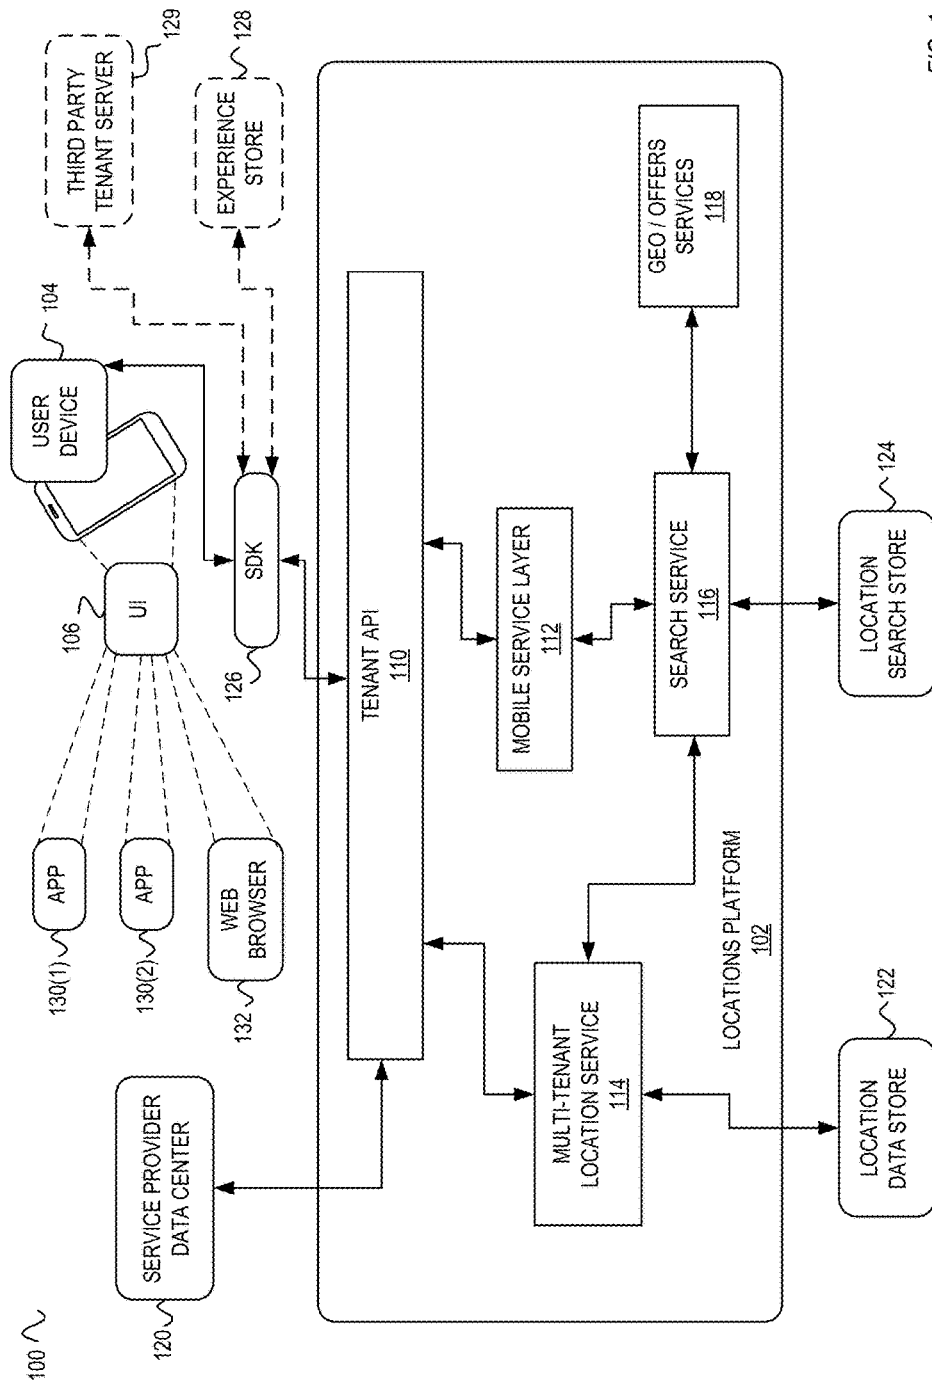 100
120
SERVICE PROVIDER
DATA CENTER
130(1)
APP
130(2)
APP
132
WEB
BROWSER
106
UI
USER
DEVICE
104
THIRD PARTY
TENANT SERVER
129
126
SDK
EXPERIENCE
STORE
128
TENANT API
110
MOBILE SERVICE LAYER
112
MULTI-TENANT
LOCATION SERVICE
114
SEARCH SERVICE
116
GEO / OFFERS
SERVICES
118
LOCATIONS PLATFORM
102
LOCATION
DATA STORE
122
LOCATION
SEARCH STORE
124